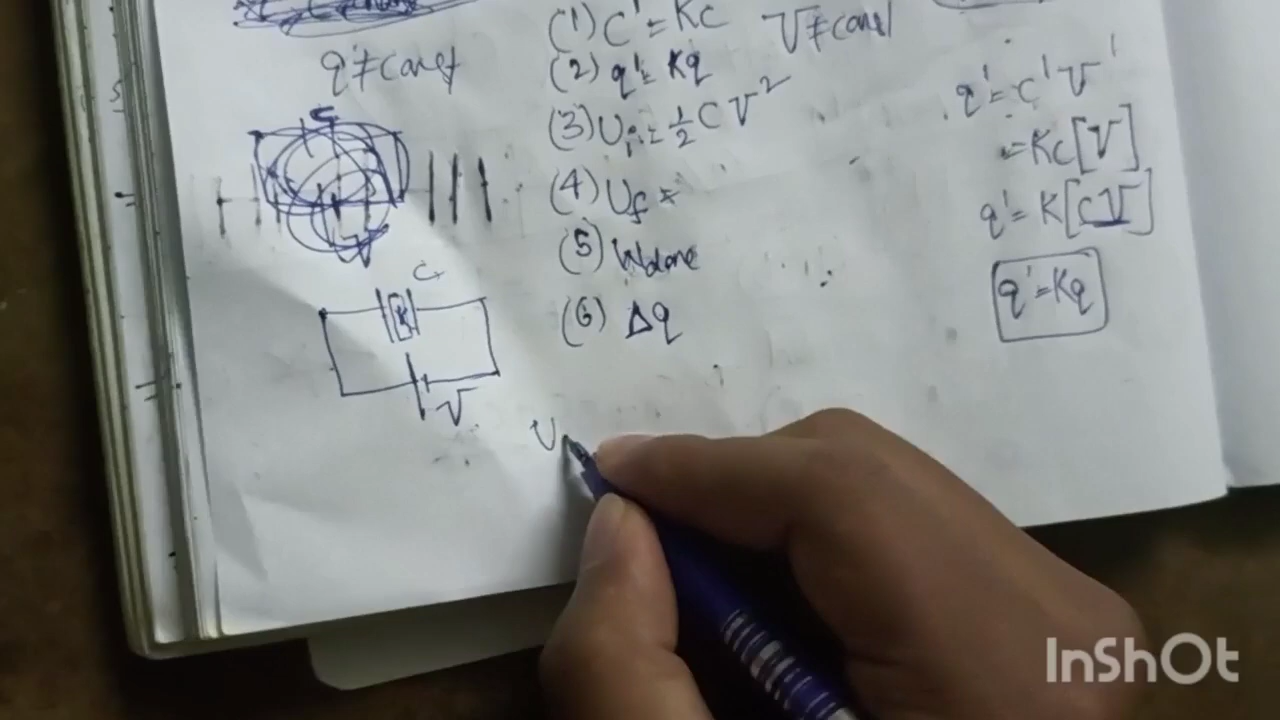 q'≠const
(1) C' = KC
V≠const
(2) q' = Kq
(3) Ui = ½ C V²
(4) Uf =
(5) Wdone
(6) Δq
q' = C' V'
= KC[V]
q' = K[CV]
q' = Kq
C
K
V
U
InShOt